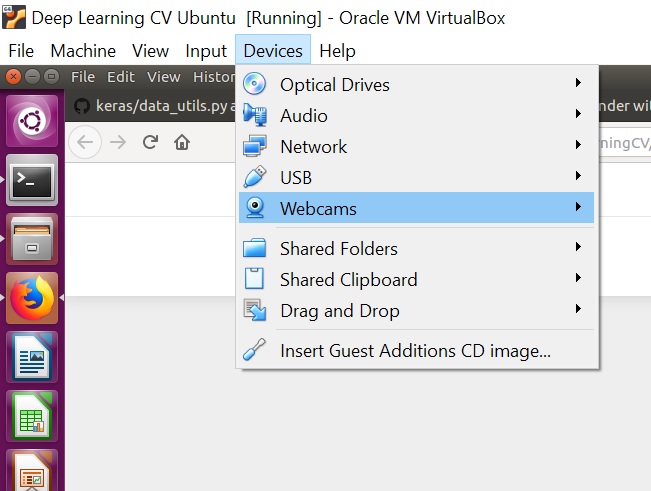 Deep Learning CV Ubuntu [Running] - Oracle VM VirtualBox
File Machine View Input Devices Help
File Edit View Histor
keras/data_utils.py a
nder wit
ningCV/
Optical Drives
Audio
Network
USB
Webcams
Shared Folders
Shared Clipboard
Drag and Drop
Insert Guest Additions CD image...